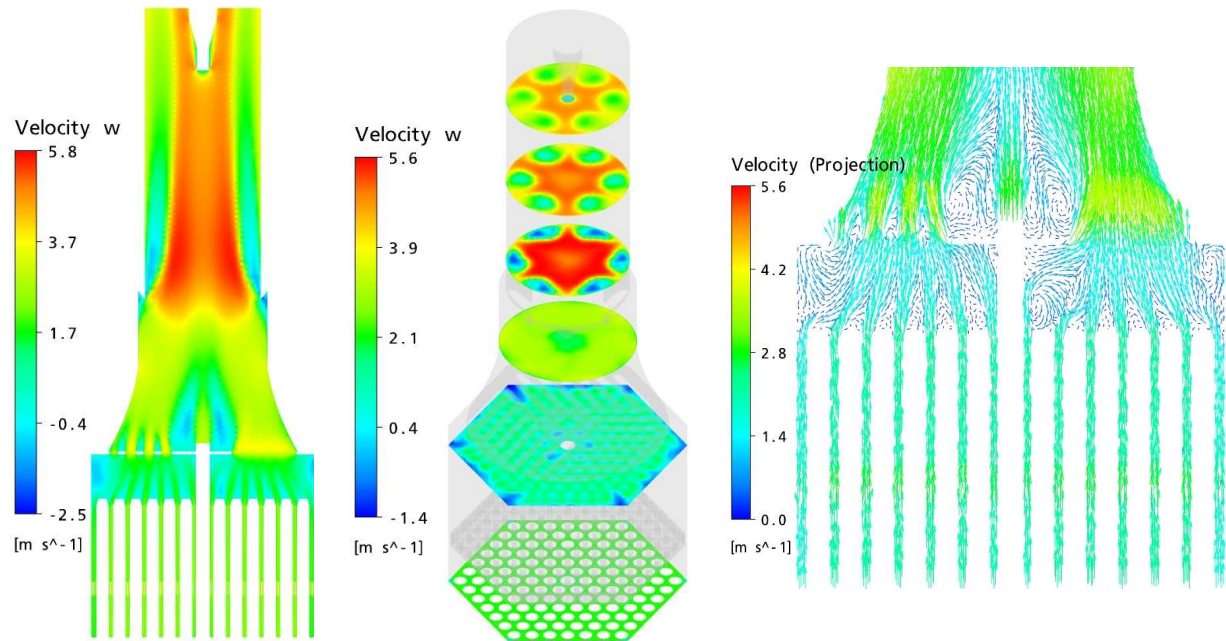 Velocity w
5.8
3.7
1.7
-0.4
-2.5
[m s^-1]
Velocity w
5.6
3.9
2.1
0.4
-1.4
[m s^-1]
Velocity (Projection)
5.6
4.2
2.8
1.4
0.0
[m s^-1]